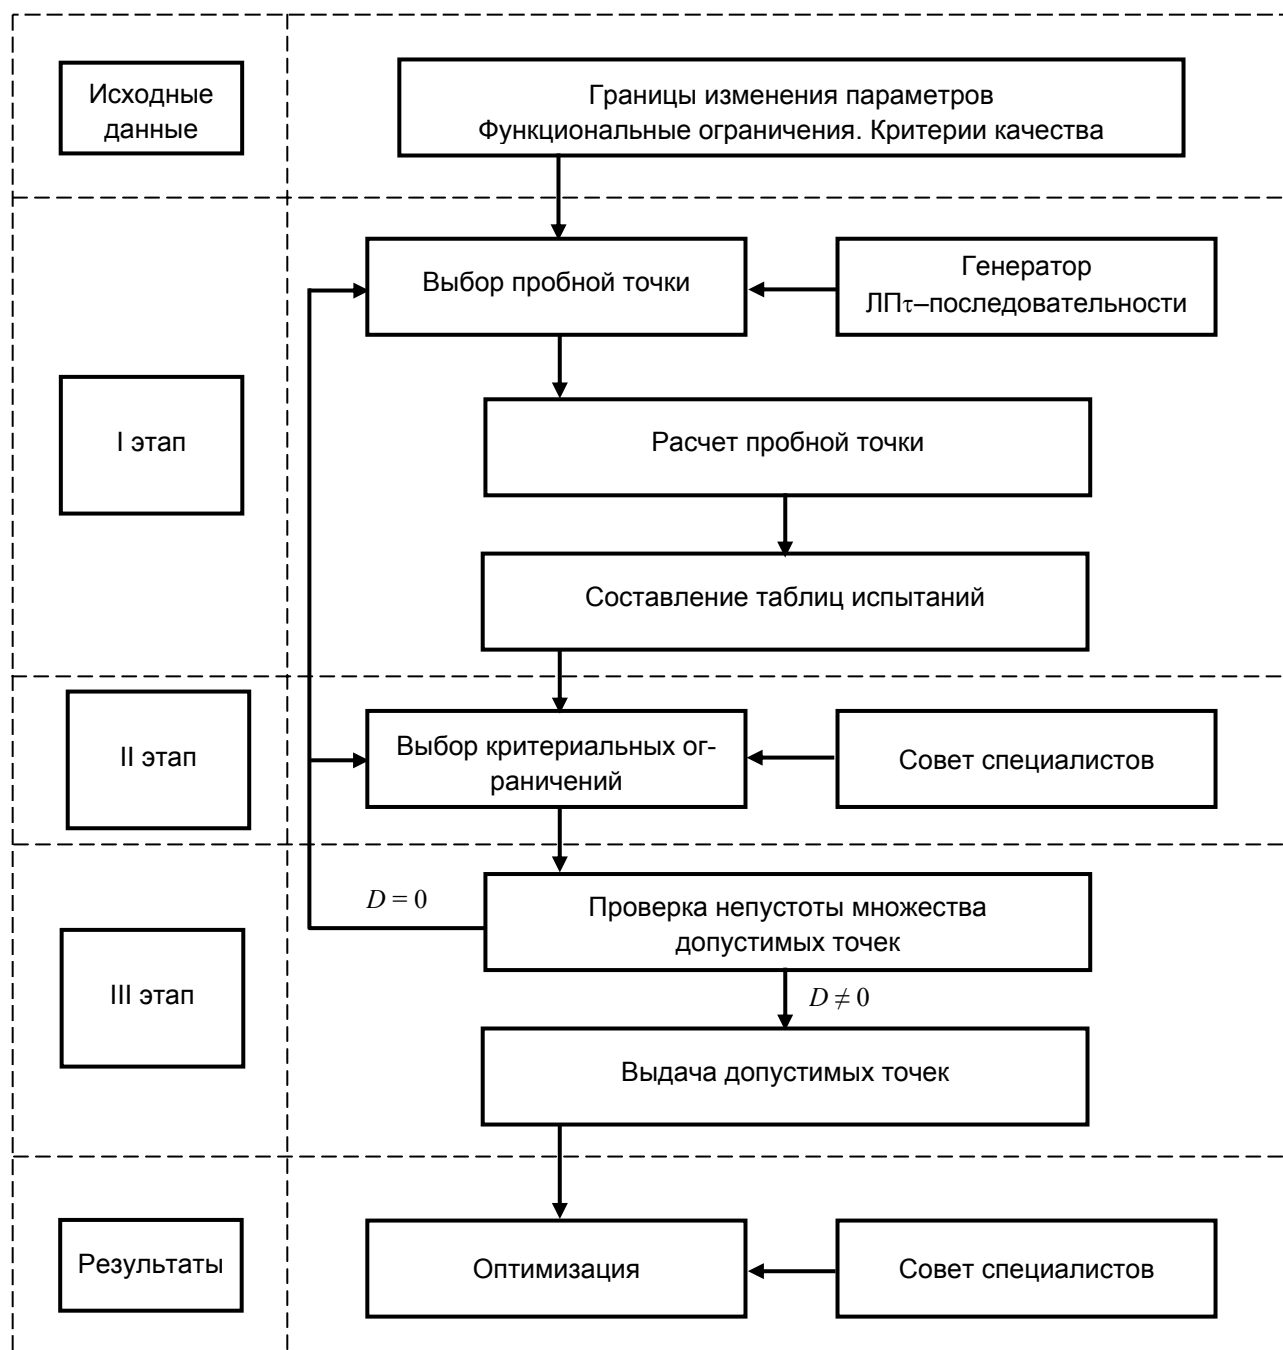 Исходные
данные
Границы изменения параметров
Функциональные ограничения. Критерии качества
I этап
Выбор пробной точки
Генератор
ЛПτ–последовательности
Расчет пробной точки
Составление таблиц испытаний
II этап
Выбор критериальных ог-
раничений
Совет специалистов
III этап
D = 0
Проверка непустоты множества
допустимых точек
D ≠ 0
Выдача допустимых точек
Результаты
Оптимизация
Совет специалистов